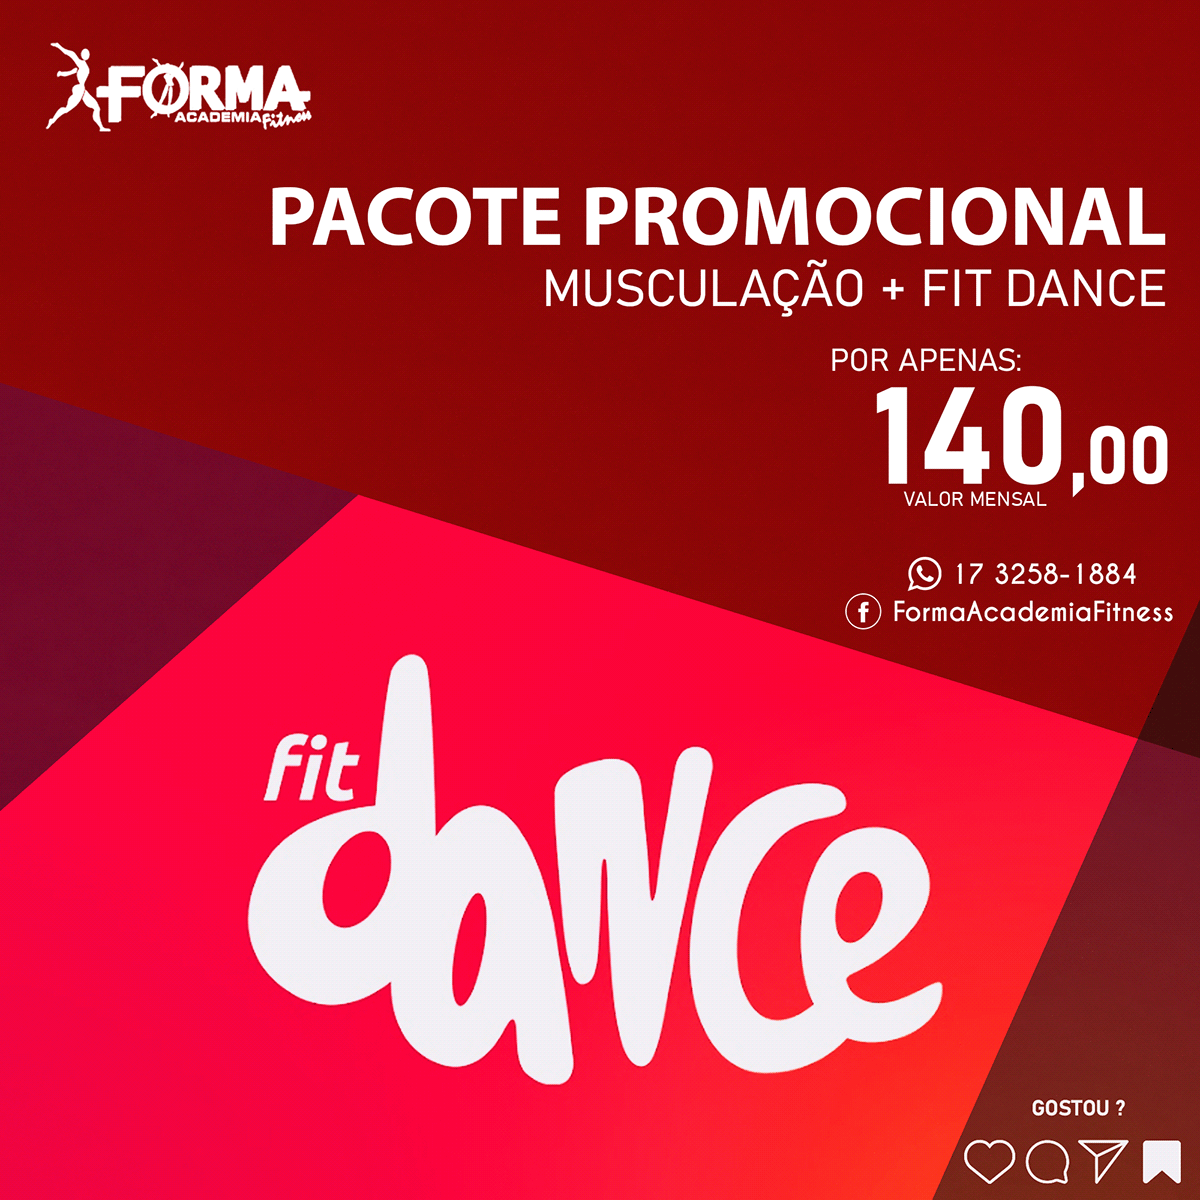 FORMA
ACADEMIA Fitness
PACOTE PROMOCIONAL
MUSCULAÇÃO + FIT DANCE
POR APENAS:
140,00
VALOR MENSAL
17 3258-1884
FormaAcademiaFitness
fit
dance
GOSTOU ?